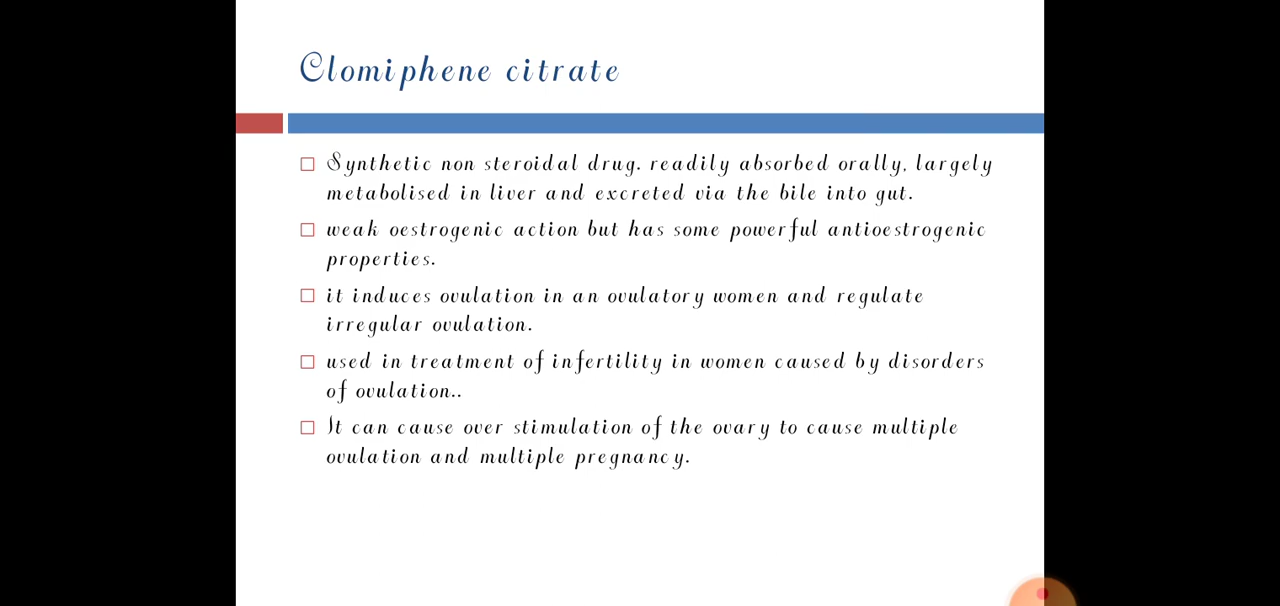 Clomiphene citrate
Synthetic non steroidal drug. readily absorbed orally, largely
metabolised in liver and excreted via the bile into gut.
weak oestrogenic action but has some powerful antioestrogenic
properties.
it induces ovulation in an ovulatory women and regulate
irregular ovulation.
used in treatment of infertility in women caused by disorders
of ovulation..
It can cause over stimulation of the ovary to cause multiple
ovulation and multiple pregnancy.